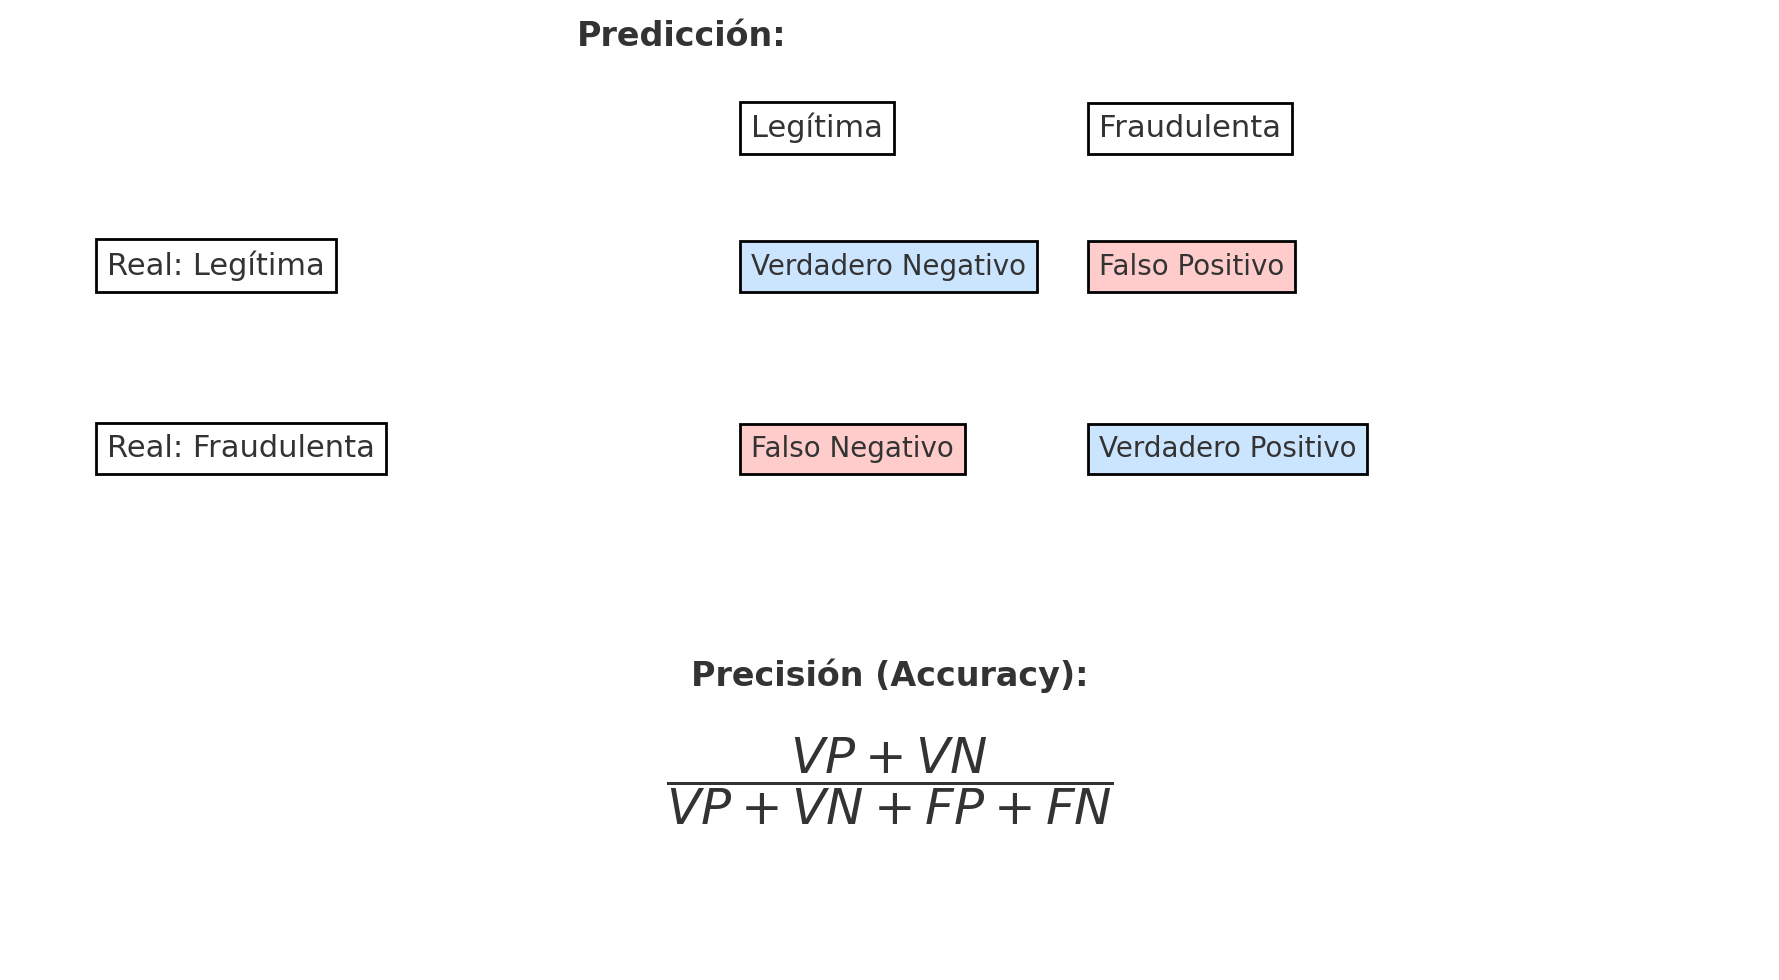 Predicción:
Legítima Fraudulenta
Real: Legítima Verdadero Negativo Falso Positivo
Real: Fraudulenta Falso Negativo Verdadero Positivo
Precisión (Accuracy):
VP + VN
VP + VN + FP + FN